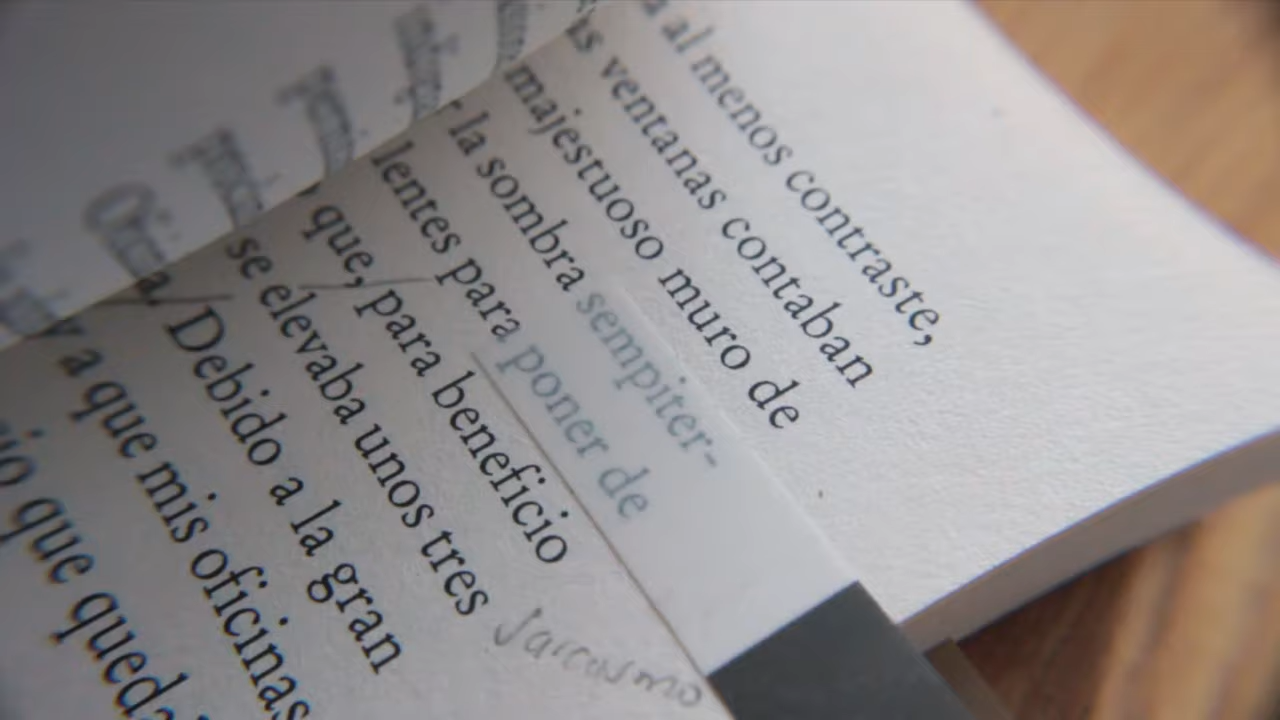 al menos contraste,
ventanas contaban
majestuoso muro de
la sombra sempiter-
lentes para poner de
que, para beneficio
se elevaba unos tres
Debido a la gran
y a que mis oficinas
que queda
sarcasmo